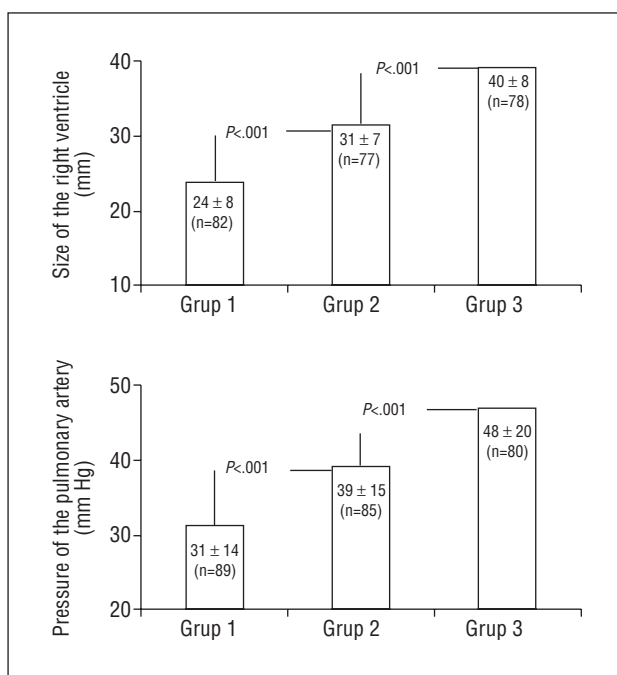 Size of the right ventricle
(mm)
40
30
20
10
P<.001
P<.001
24 ± 8
(n=82)
31 ± 7
(n=77)
40 ± 8
(n=78)
Grup 1
Grup 2
Grup 3
Pressure of the pulmonary artery
(mm Hg)
50
40
30
20
P<.001
P<.001
31 ± 14
(n=89)
39 ± 15
(n=85)
48 ± 20
(n=80)
Grup 1
Grup 2
Grup 3